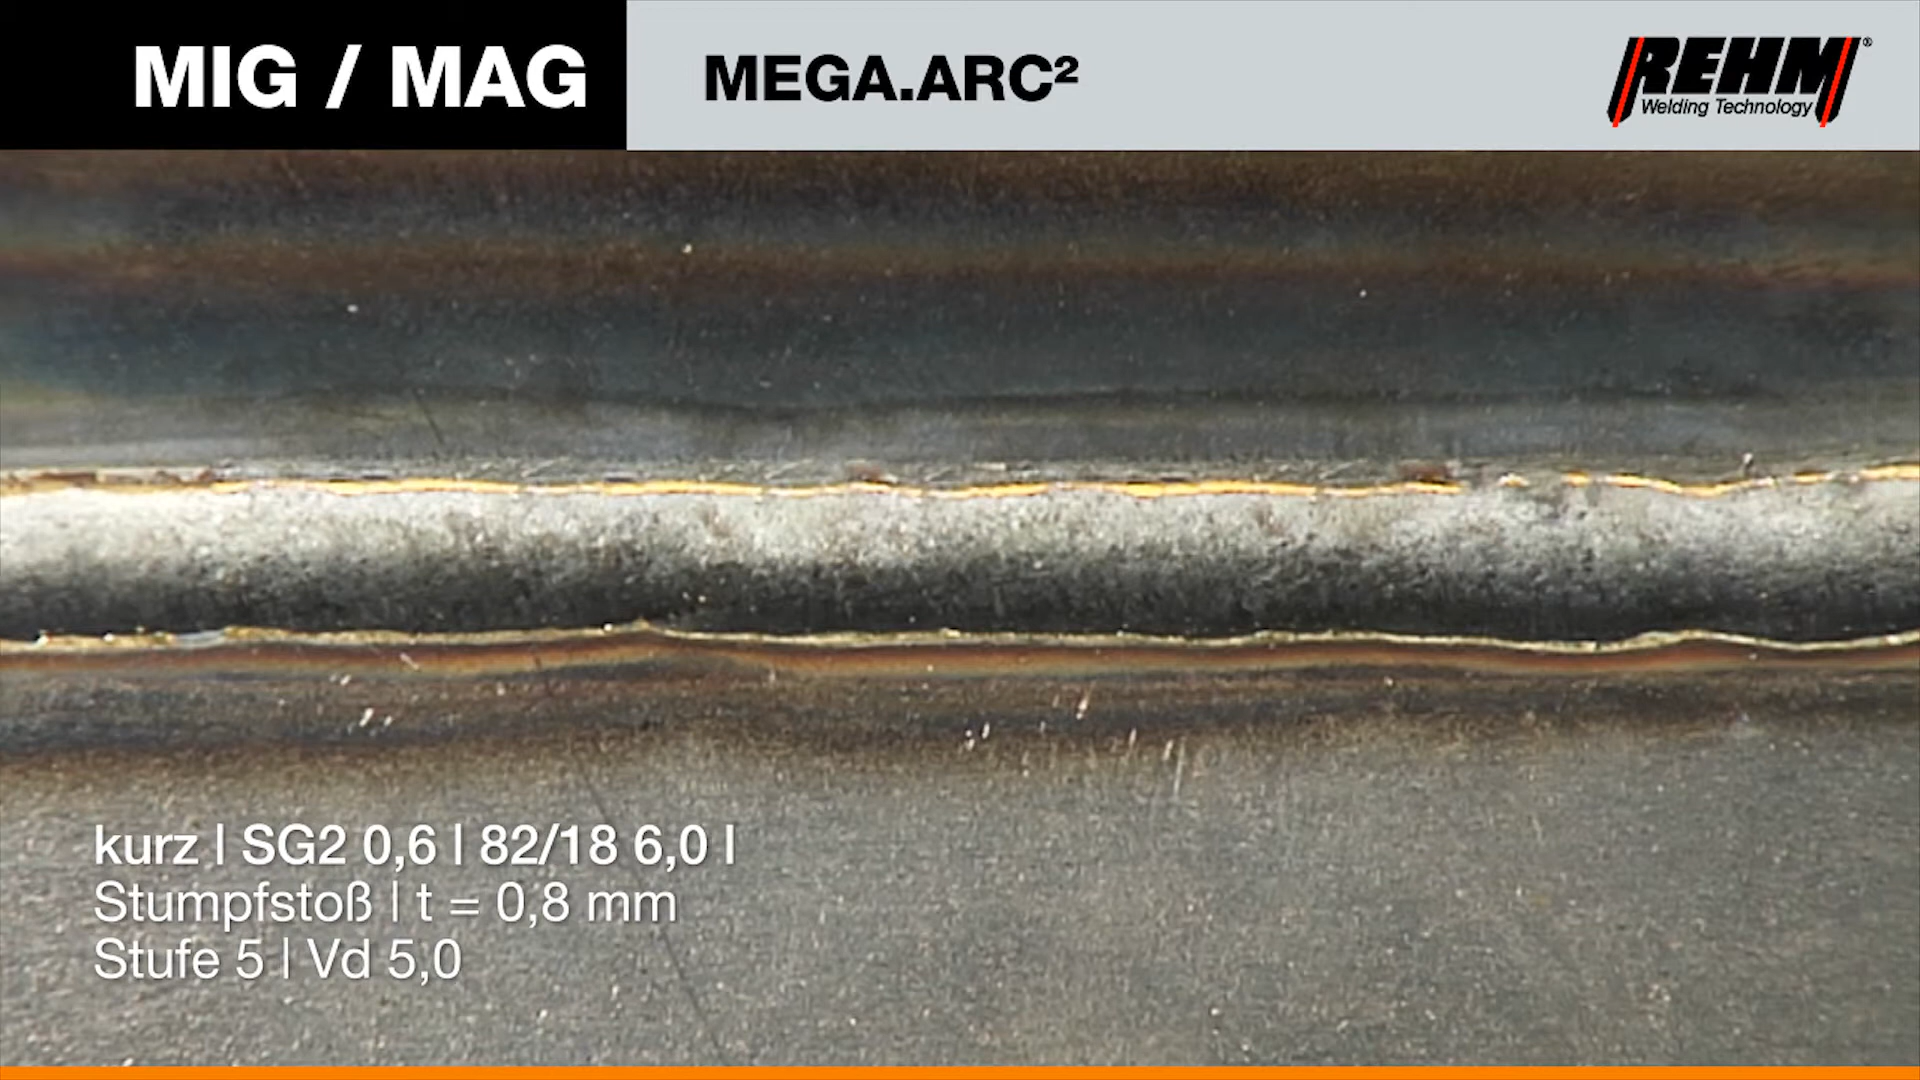 MIG / MAG
MEGA.ARC²
REHM®
Welding Technology
kurz | SG2 0,6 | 82/18 6,0 l
Stumpfstoß | t = 0,8 mm
Stufe 5 | Vd 5,0